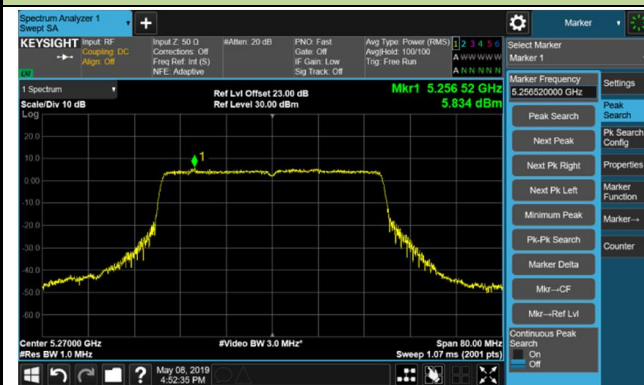 Spectrum Analyzer 1
Swept SA
Marker
KEYSIGHT
Input: RF
Coupling: DC
Align: Off
Input Z: 50 Ω
Corrections: Off
Freq Ref: Int (S)
NFE: Adaptive
#Atten: 20 dB
PNO: Fast
Gate: Off
IF Gain: Low
Sig Track: Off
Avg Type: Power (RMS)
Avg|Hold: 100/100
Trig: Free Run
1 2 3 4 5 6
A W W W W W
A N N N N N
Select Marker
Marker 1
1 Spectrum
Scale/Div 10 dB
Log
Ref Lvl Offset 23.00 dB
Ref Level 30.00 dBm
Mkr1 5.256 52 GHz
5.834 dBm
20.0
10.0
0.00
-10.0
-20.0
-30.0
-40.0
-50.0
-60.0
1
Center 5.27000 GHz
#Res BW 1.0 MHz
#Video BW 3.0 MHz*
Span 80.00 MHz
Sweep 1.07 ms (2001 pts)
Marker Frequency
5.256520000 GHz
Peak Search
Next Peak
Next Pk Right
Next Pk Left
Minimum Peak
Pk-Pk Search
Marker Delta
Mkr→CF
Mkr→Ref Lvl
Continuous Peak
Search
On
Off
Settings
Peak
Search
Pk Search
Config
Properties
Marker
Function
Marker→
Counter
May 08, 2019
4:52:35 PM